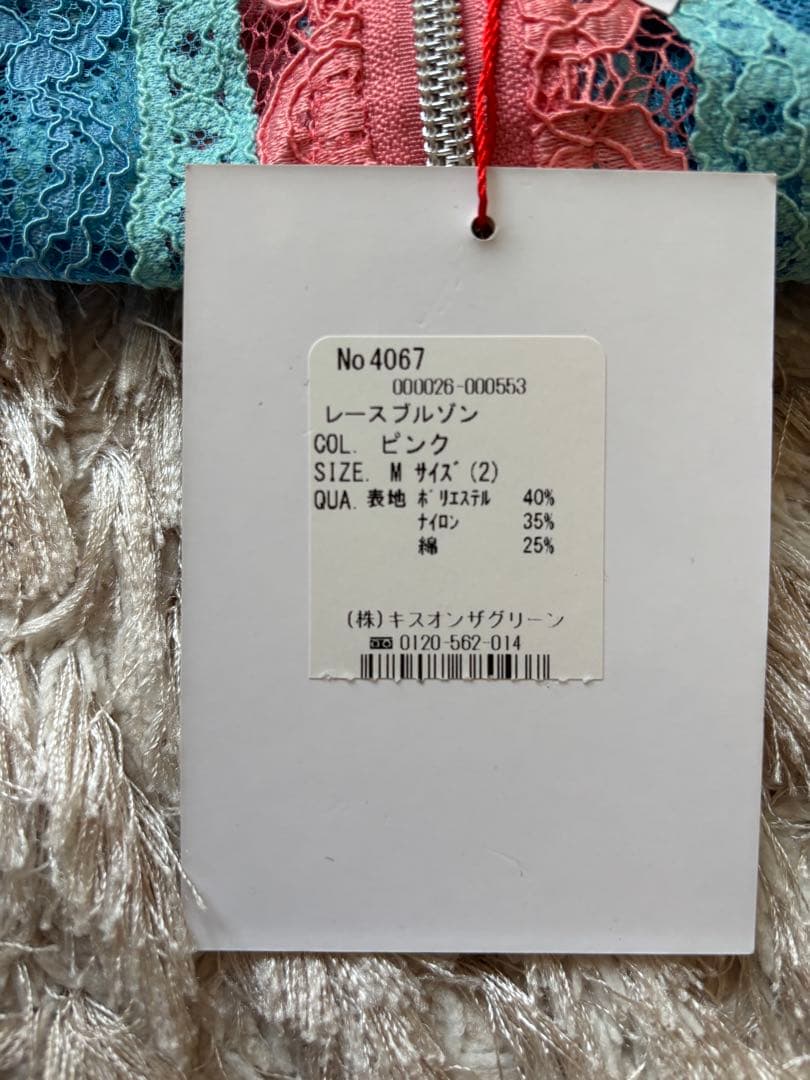 No 4067
000026-000553
レースブルゾン
COL. ピンク
SIZE. M ｻｲｽﾞ(2)
QUA. 表地 ﾎﾟﾘｴｽﾃﾙ 40%
ﾅｲﾛﾝ 35%
綿 25%
(株)キスオンザグリーン
0120-562-014